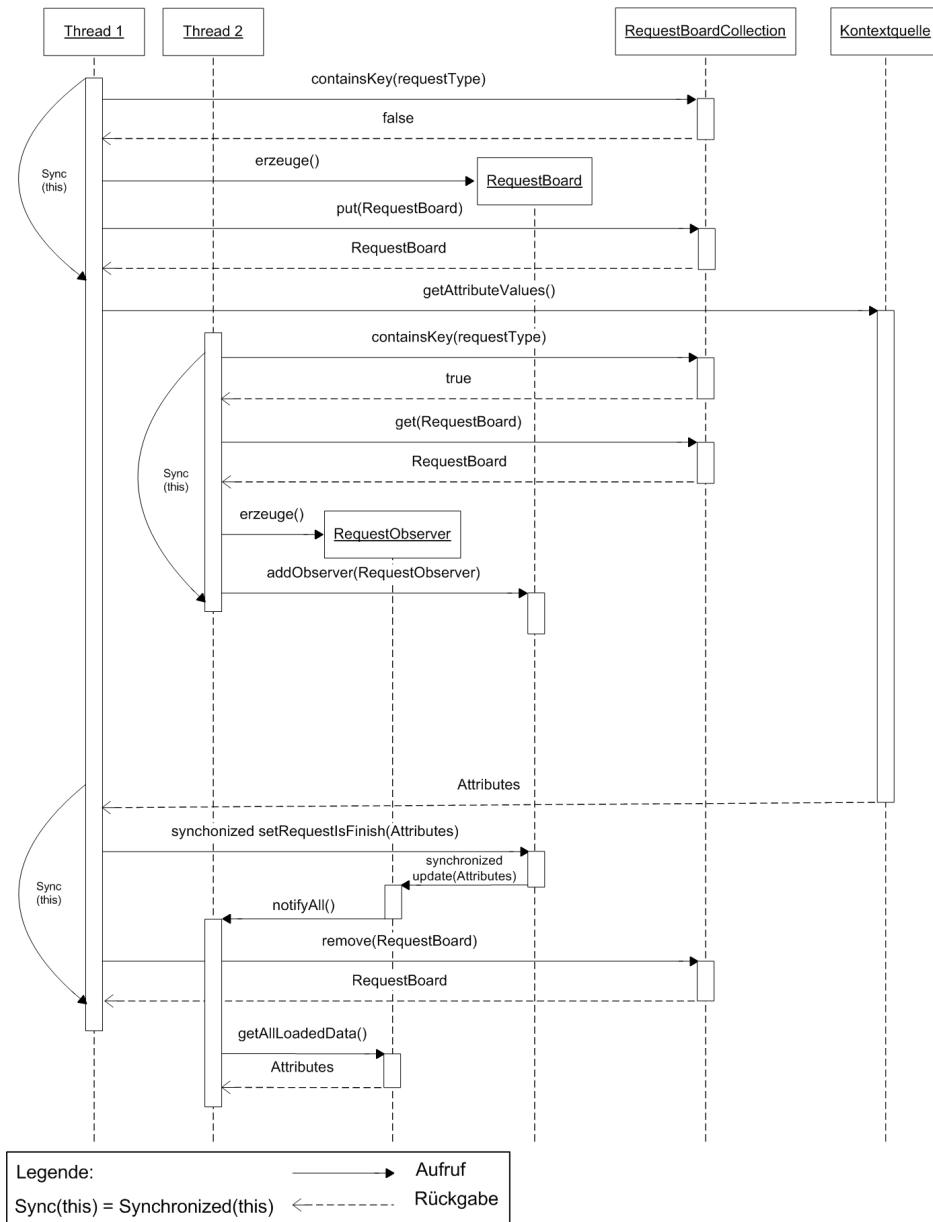 Thread 1
Thread 2
RequestBoardCollection
Kontextquelle
containsKey(requestType)
false
Sync
(this)
erzeuge()
RequestBoard
put(RequestBoard)
RequestBoard
getAttributeValues()
containsKey(requestType)
true
get(RequestBoard)
RequestBoard
Sync
(this)
erzeuge()
RequestObserver
addObserver(RequestObserver)
Attributes
synchonized setRequestIsFinish(Attributes)
synchronized
update(Attributes)
Sync
(this)
notifyAll()
remove(RequestBoard)
RequestBoard
getAllLoadedData()
Attributes
Legende:
Aufruf
Sync(this) = Synchronized(this)
Rückgabe